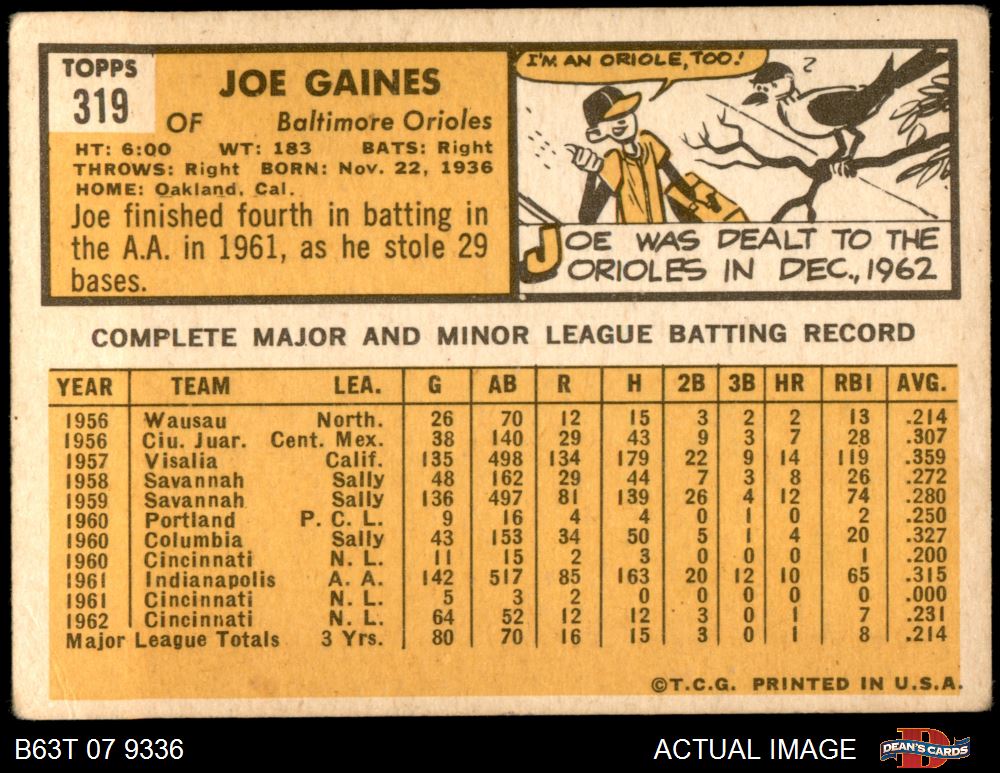 TOPPS
319
JOE GAINES
OF Baltimore Orioles
HT: 6:00 WT: 183 BATS: Right
THROWS: Right BORN: Nov. 22, 1936
HOME: Oakland, Cal.
Joe finished fourth in batting in
the A.A. in 1961, as he stole 29
bases.
I'M AN ORIOLE, TOO!
?
JOE WAS DEALT TO THE
ORIOLES IN DEC., 1962
COMPLETE MAJOR AND MINOR LEAGUE BATTING RECORD
YEAR TEAM LEA. G AB R H 2B 3B HR RBI AVG.
1956 Wausau North. 26 70 12 15 3 2 2 13 .214
1956 Ciu. Juar. Cent. Mex. 38 140 29 43 9 3 7 28 .307
1957 Visalia Calif. 135 498 134 179 22 9 14 119 .359
1958 Savannah Sally 48 162 29 44 7 3 8 26 .272
1959 Savannah Sally 136 497 81 139 26 4 12 74 .280
1960 Portland P. C. L. 9 16 4 4 0 1 0 2 .250
1960 Columbia Sally 43 153 34 50 5 1 4 20 .327
1960 Cincinnati N. L. 11 15 2 3 0 0 0 1 .200
1961 Indianapolis A. A. 142 517 85 163 20 12 10 65 .315
1961 Cincinnati N. L. 5 3 2 0 0 0 0 0 .000
1962 Cincinnati N. L. 64 52 12 12 3 0 1 7 .231
Major League Totals 3 Yrs. 80 70 16 15 3 0 1 8 .214
©T.C.G. PRINTED IN U.S.A.
B63T 07 9336 ACTUAL IMAGE DEAN'S CARDS